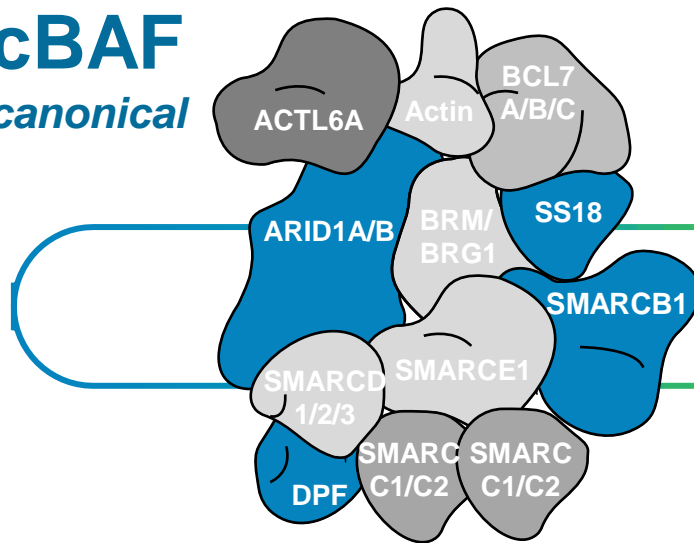 cBAF
canonical
ACTL6A
Actin
BCL7
A/B/C
ARID1A/B
BRM/
BRG1
SS18
SMARCB1
SMARCD
1/2/3
SMARCE1
DPF
SMARC
C1/C2
SMARC
C1/C2